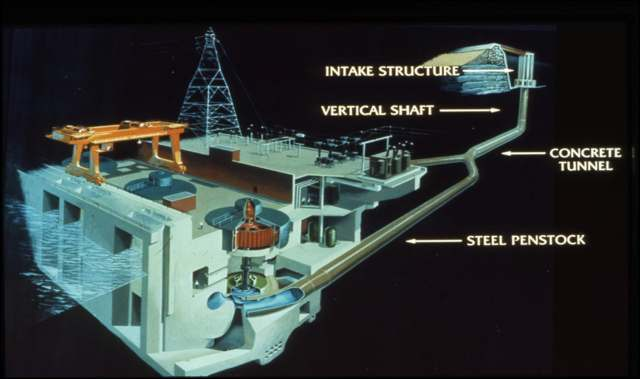 INTAKE STRUCTURE
VERTICAL SHAFT
CONCRETE
TUNNEL
STEEL PENSTOCK